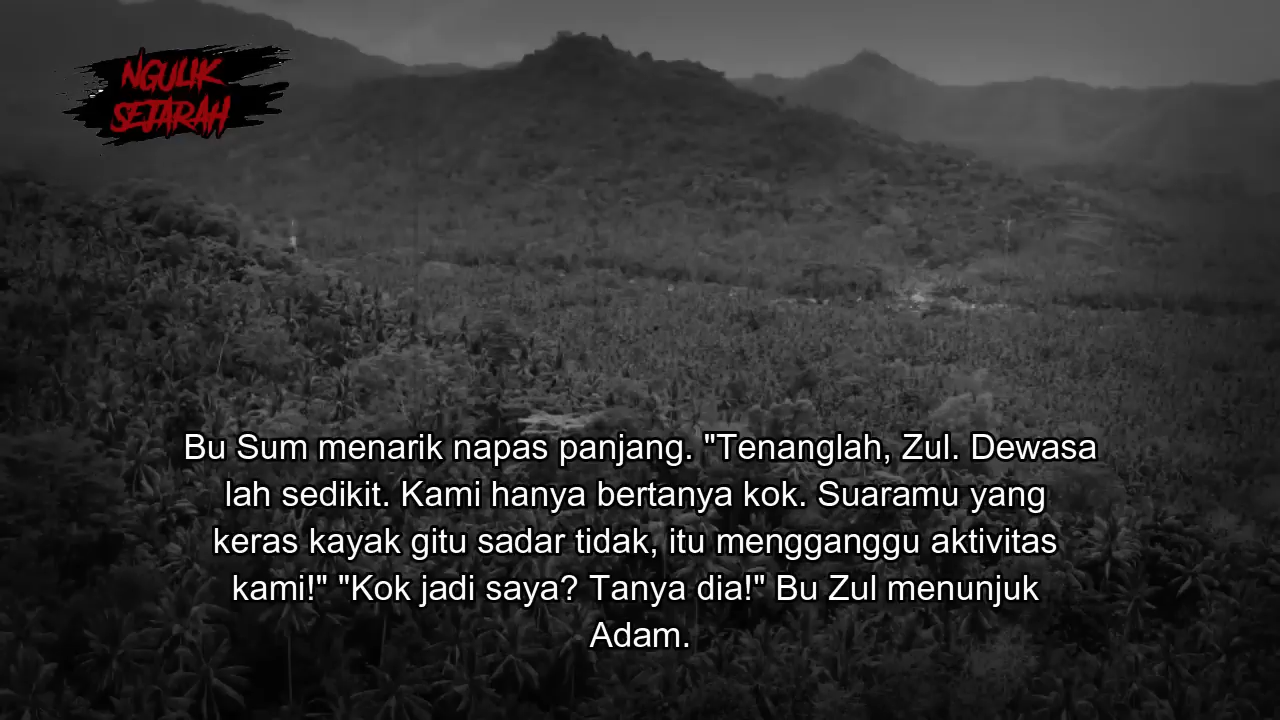 NGULIK
SEJARAH
Bu Sum menarik napas panjang. "Tenanglah, Zul. Dewasa
lah sedikit. Kami hanya bertanya kok. Suaramu yang
keras kayak gitu sadar tidak, itu mengganggu aktivitas
kami!" "Kok jadi saya? Tanya dia!" Bu Zul menunjuk
Adam.